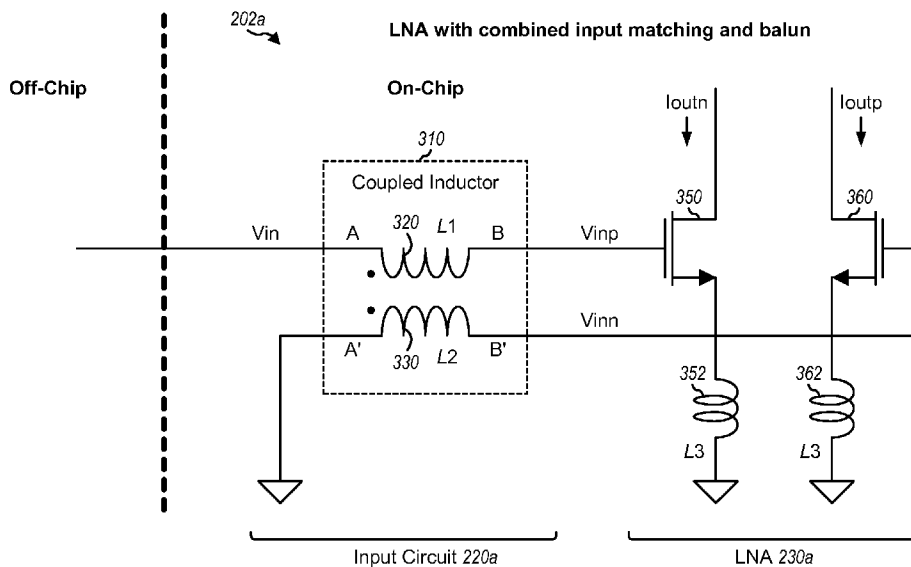 202a
LNA with combined input matching and balun
Off-Chip
On-Chip
Ioutn
Ioutp
310
Coupled Inductor
350
360
Vin
A
320
L1
B
Vinp
A'
330
L2
B'
Vinn
352
362
L3
L3
Input Circuit 220a
LNA 230a